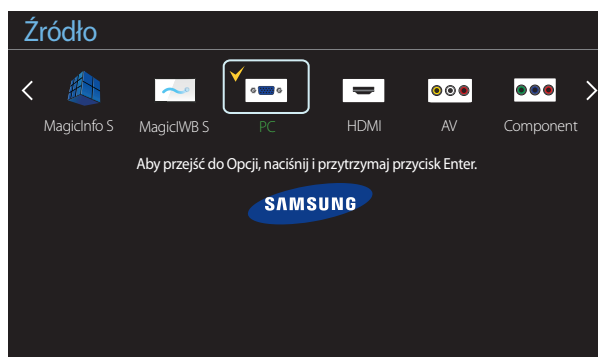 Źródło
MagicInfo S MagicIWB S PC HDMI AV Component
Aby przejść do Opcji, naciśnij i przytrzymaj przycisk Enter.
SAMSUNG